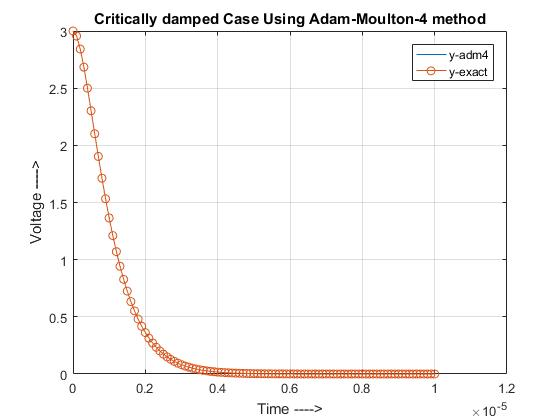 Critically damped Case Using Adam-Moulton-4 method
y-adm4
y-exact
3
2.5
2
1.5
1
0.5
0
Voltage ---->
0 0.2 0.4 0.6 0.8 1 1.2
×10-5
Time ---->